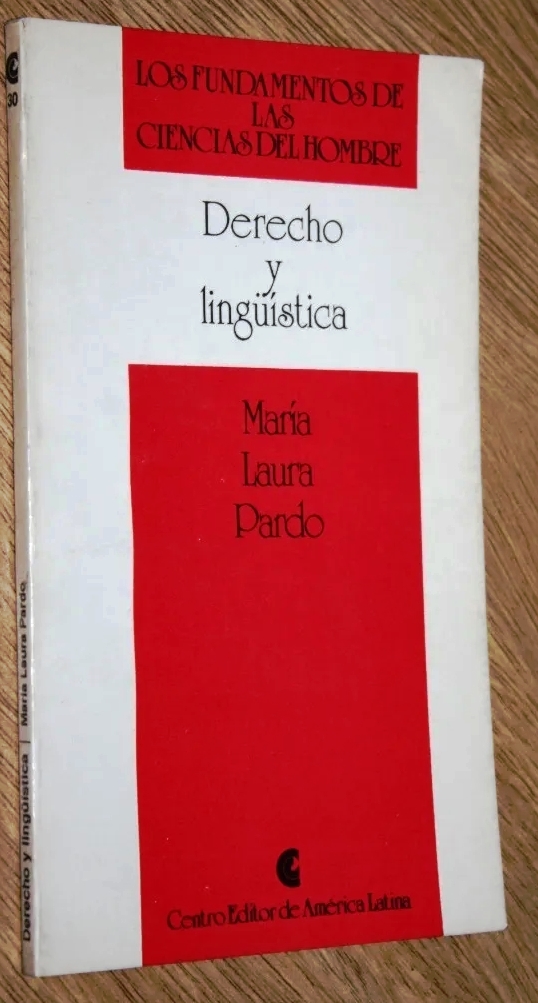 LOS FUNDAMENTOS DE
LAS
CIENCIAS DEL HOMBRE
Derecho
y
lingüística
María
Laura
Pardo
Centro Editor de América Latina
30
Derecho y lingüística | María Laura Pardo